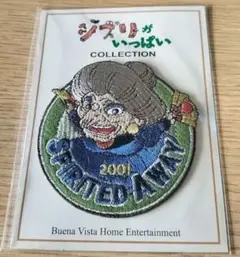 ジブリが
いっぱい
COLLECTION
2001
SPIRITED AWAY
Buena Vista Home Entertainment